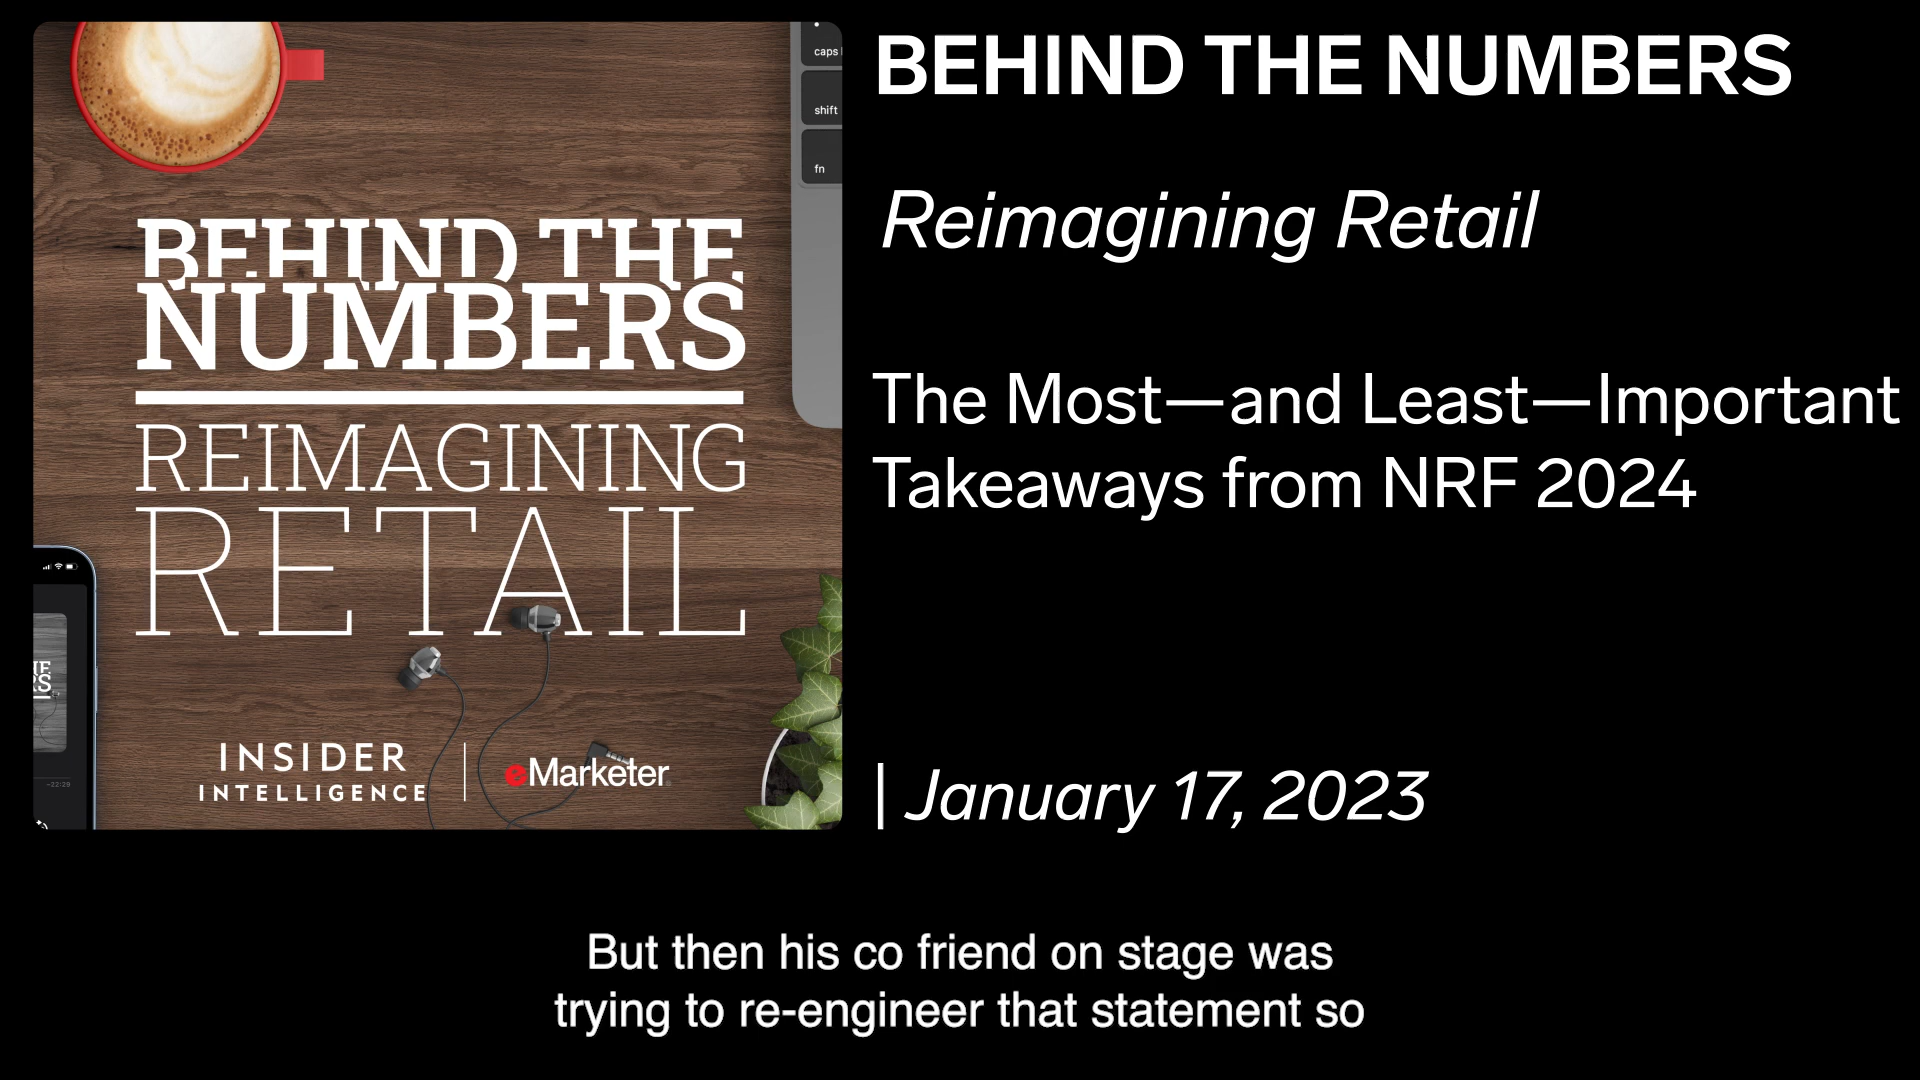 BEHIND THE NUMBERS
Reimagining Retail
The Most—and Least—Important
Takeaways from NRF 2024
| January 17, 2023
caps
shift
fn
BEHIND THE
NUMBERS
REIMAGINING
RETAIL
-22:29
INSIDER
INTELLIGENCE
eMarketer
But then his co friend on stage was
trying to re-engineer that statement so